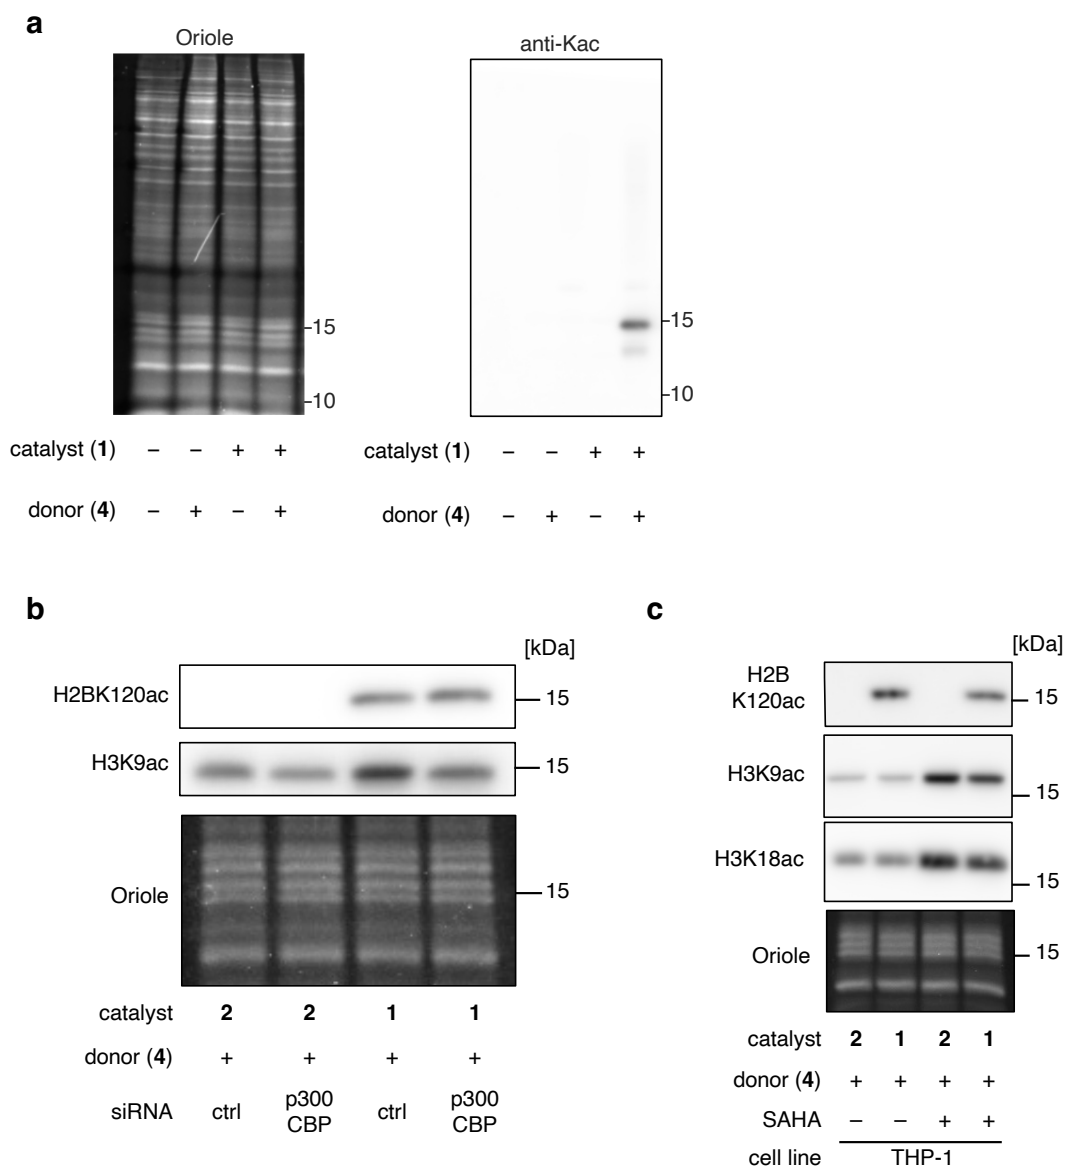 a
Oriole
anti-Kac
15
10
15
10
catalyst (1) – – + +
donor (4) – + – +
catalyst (1) – – + +
donor (4) – + – +
b
[kDa]
H2BK120ac
15
H3K9ac
15
Oriole
15
catalyst 2 2 1 1
donor (4) + + + +
siRNA ctrl p300 CBP ctrl p300 CBP
c
[kDa]
H2B
K120ac
15
H3K9ac
15
H3K18ac
15
Oriole
15
catalyst 2 1 2 1
donor (4) + + + +
SAHA – – + +
cell line THP-1